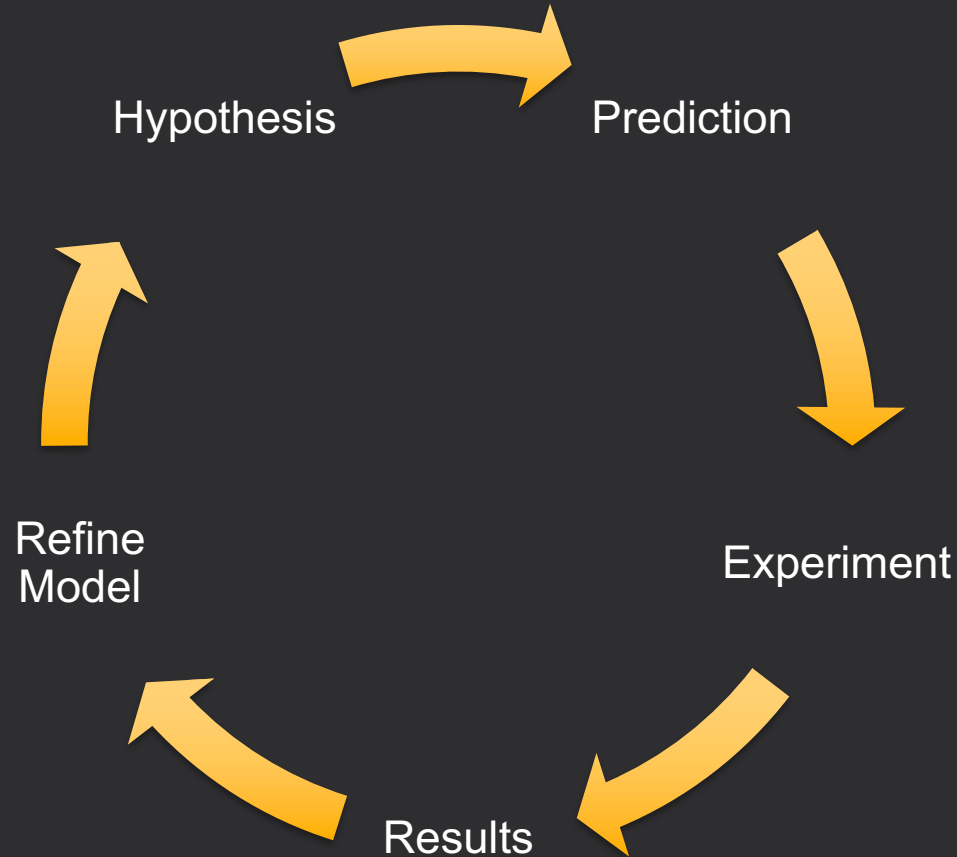 Hypothesis
Prediction
Experiment
Results
Refine
Model